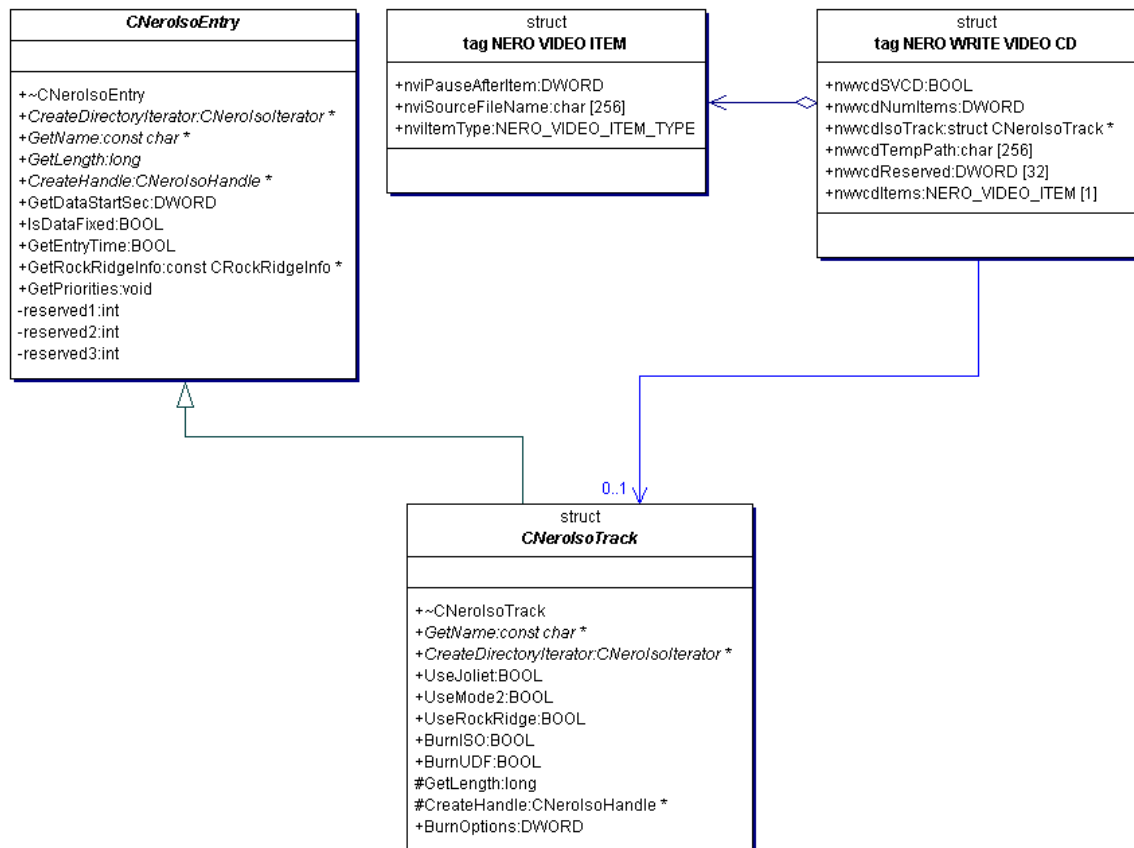 CNeroIsoEntry
+~CNeroIsoEntry
+CreateDirectoryIterator:CNeroIsoIterator *
+GetName:const char *
+GetLength:long
+CreateHandle:CNeroIsoHandle *
+GetDataStartSec:DWORD
+IsDataFixed:BOOL
+GetEntryTime:BOOL
+GetRockRidgeInfo:const CRockRidgeInfo *
+GetPriorities:void
-reserved1:int
-reserved2:int
-reserved3:int
struct
tag NERO VIDEO ITEM
+nviPauseAfterItem:DWORD
+nviSourceFileName:char [256]
+nviItemType:NERO_VIDEO_ITEM_TYPE
struct
tag NERO WRITE VIDEO CD
+nwvcdSVCD:BOOL
+nwvcdNumItems:DWORD
+nwvcdIsoTrack:struct CNeroIsoTrack *
+nwvcdTempPath:char [256]
+nwvcdReserved:DWORD [32]
+nwvcdItems:NERO_VIDEO_ITEM [1]
0..1
struct
CNeroIsoTrack
+~CNeroIsoTrack
+GetName:const char *
+CreateDirectoryIterator:CNeroIsoIterator *
+UseJoliet:BOOL
+UseMode2:BOOL
+UseRockRidge:BOOL
+BurnISO:BOOL
+BurnUDF:BOOL
#GetLength:long
#CreateHandle:CNeroIsoHandle *
+BurnOptions:DWORD